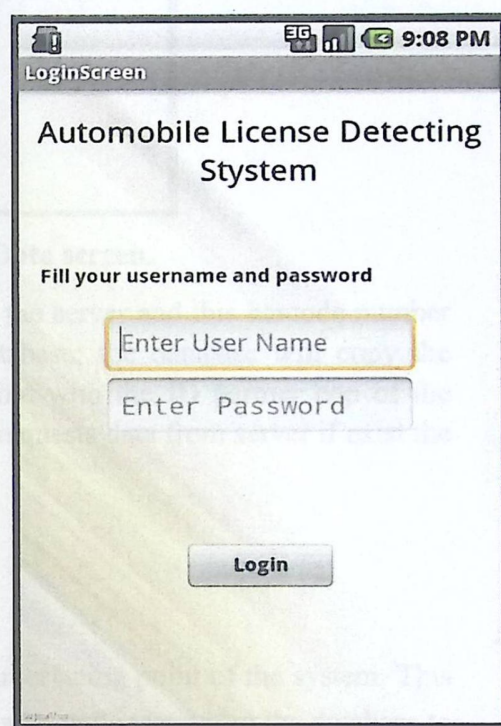 3G 9:08 PM
LoginScreen
Automobile License Detecting
Stystem
Fill your username and password
Enter User Name
Enter Password
Login